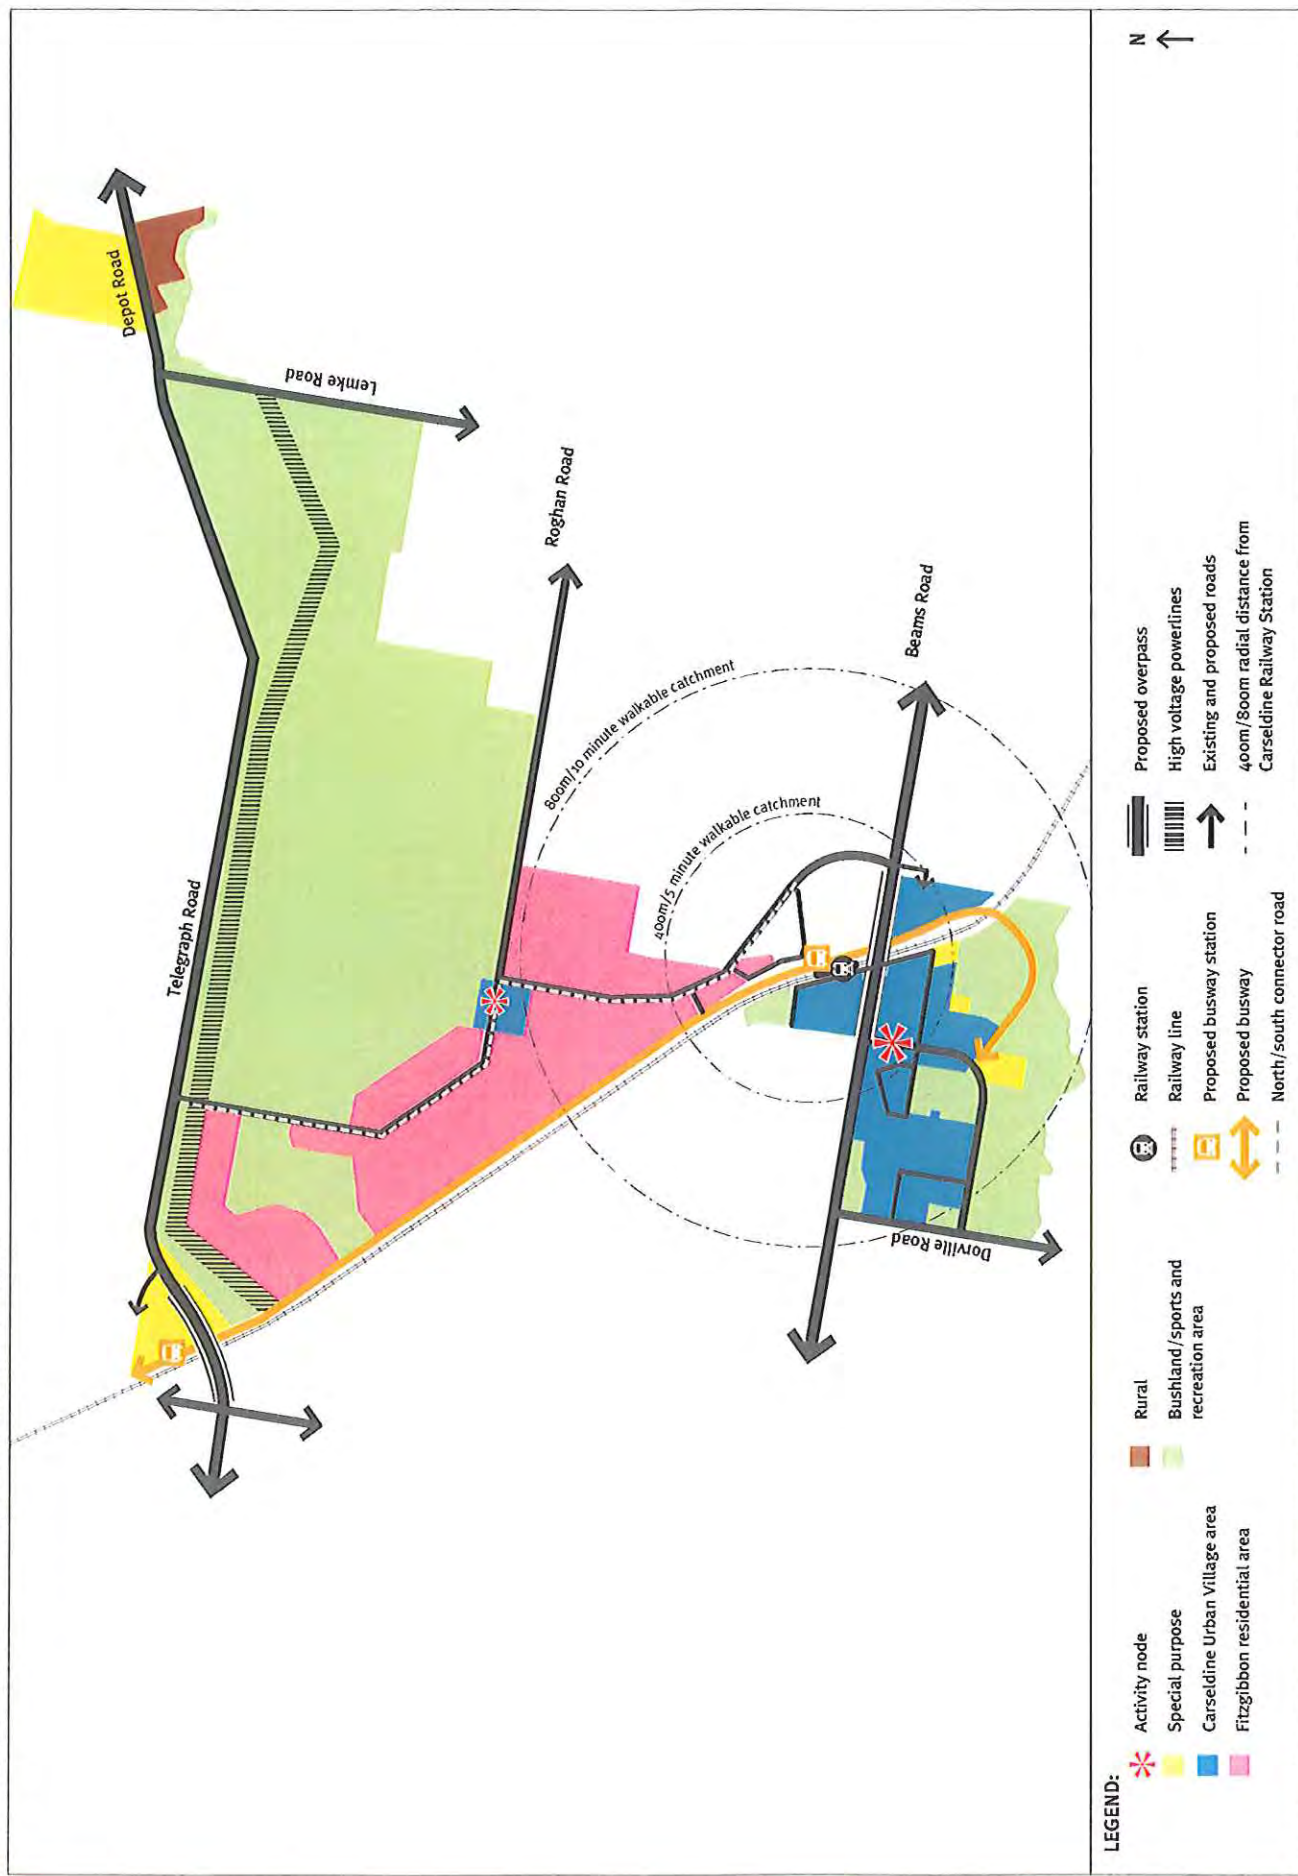 Depot Road
Lemke Road
Telegraph Road
Roghan Road
800m/10 minute walkable catchment
400m/5 minute walkable catchment
Beams Road
Dorville Road
N
LEGEND:
Activity node
Special purpose
Carseldine Urban Village area
Fitzgibbon residential area
Rural
Bushland/sports and
recreation area
Railway station
Railway line
Proposed busway station
Proposed busway
North/south connector road
Proposed overpass
High voltage powerlines
Existing and proposed roads
400m/800m radial distance from
Carseldine Railway Station